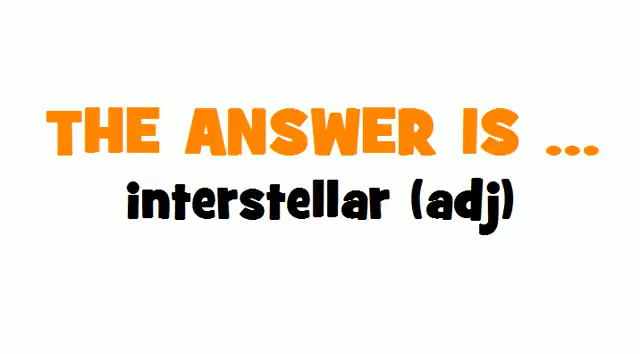 THE ANSWER IS ...
interstellar (adj)